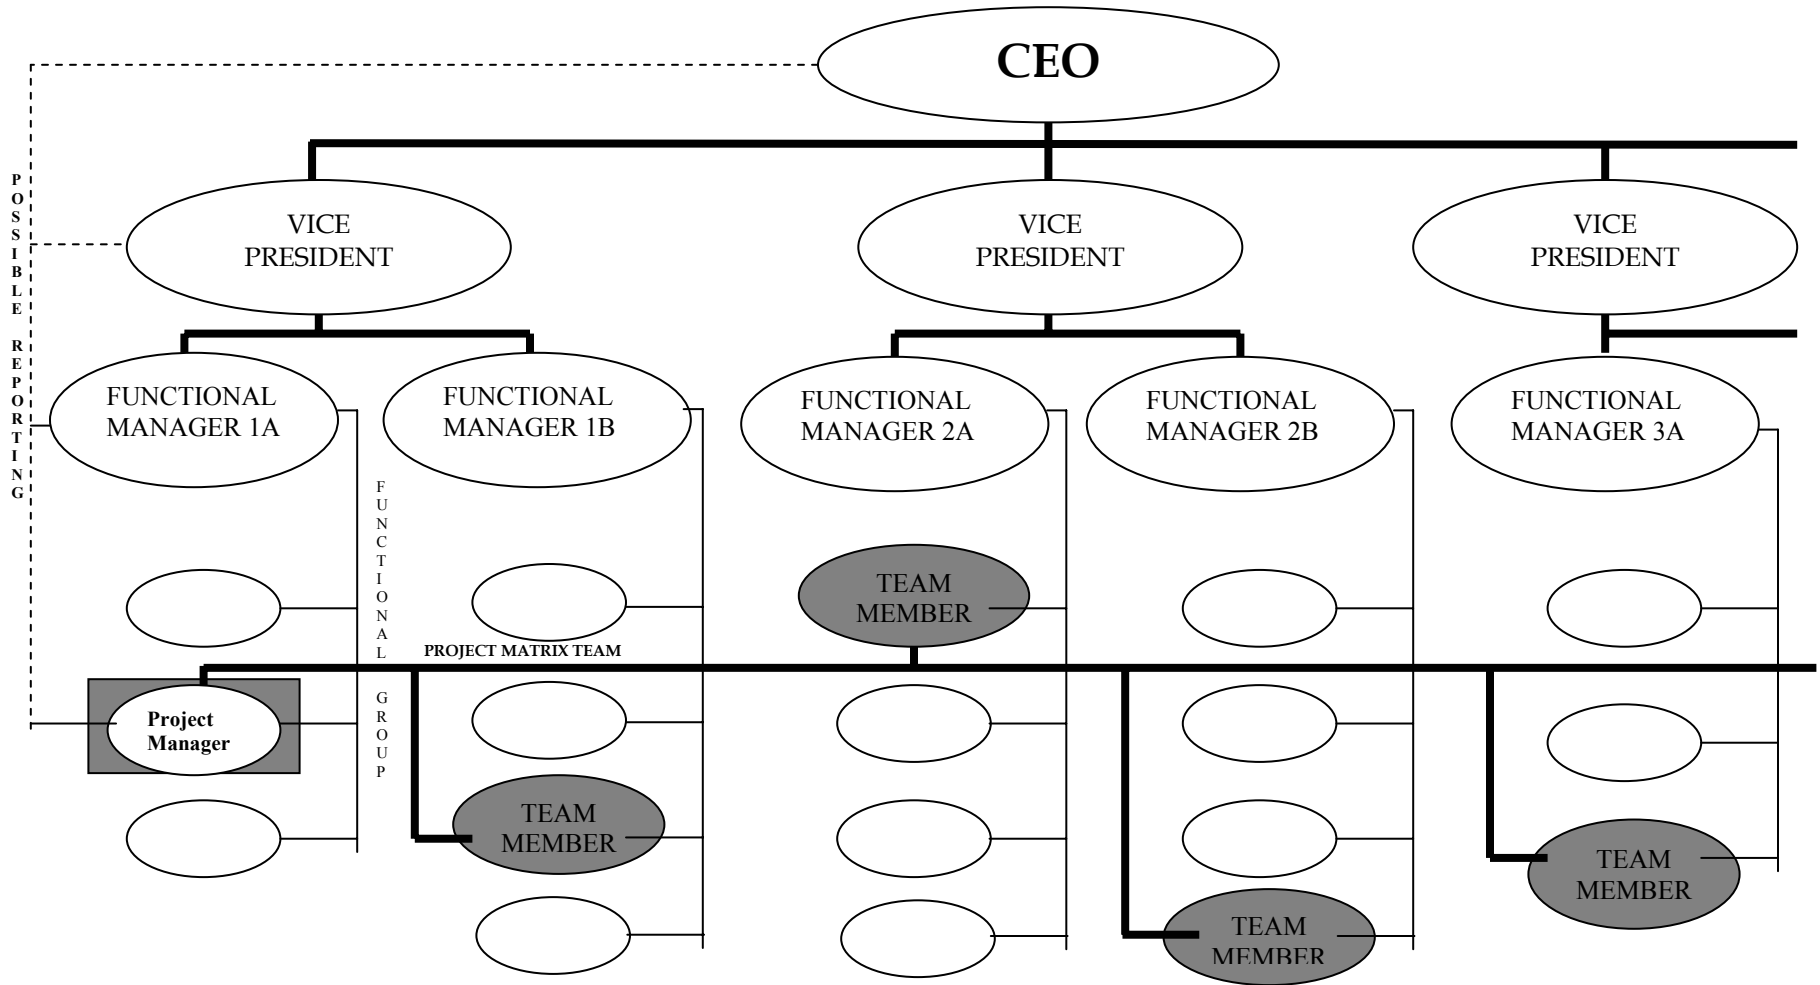 CEO
POSSIBLE REPORTING
VICE
PRESIDENT
VICE
PRESIDENT
VICE
PRESIDENT
FUNCTIONAL
MANAGER 1A
FUNCTIONAL
MANAGER 1B
FUNCTIONAL
MANAGER 2A
FUNCTIONAL
MANAGER 2B
FUNCTIONAL
MANAGER 3A
FUNCTIONAL GROUP
TEAM
MEMBER
PROJECT MATRIX TEAM
Project
Manager
TEAM
MEMBER
TEAM
MEMBER
TEAM
MEMBER